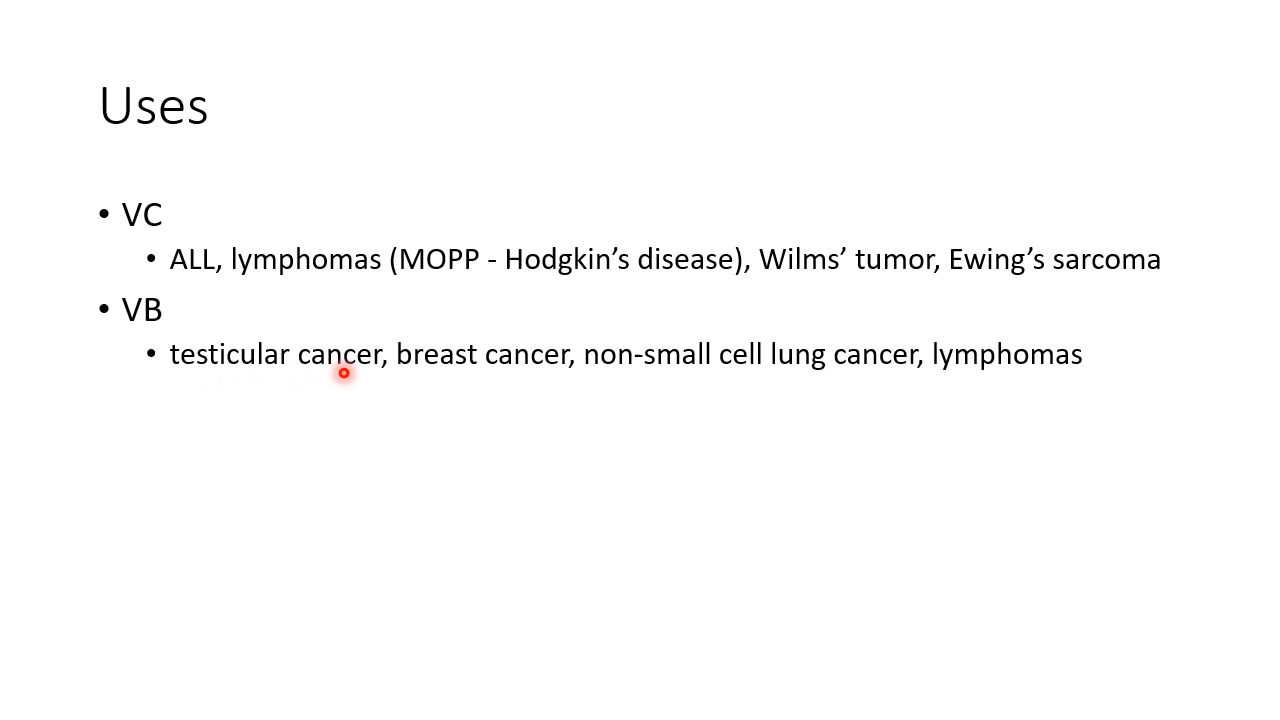 Uses
• VC
• ALL, lymphomas (MOPP - Hodgkin’s disease), Wilms’ tumor, Ewing’s sarcoma
• VB
• testicular cancer, breast cancer, non-small cell lung cancer, lymphomas